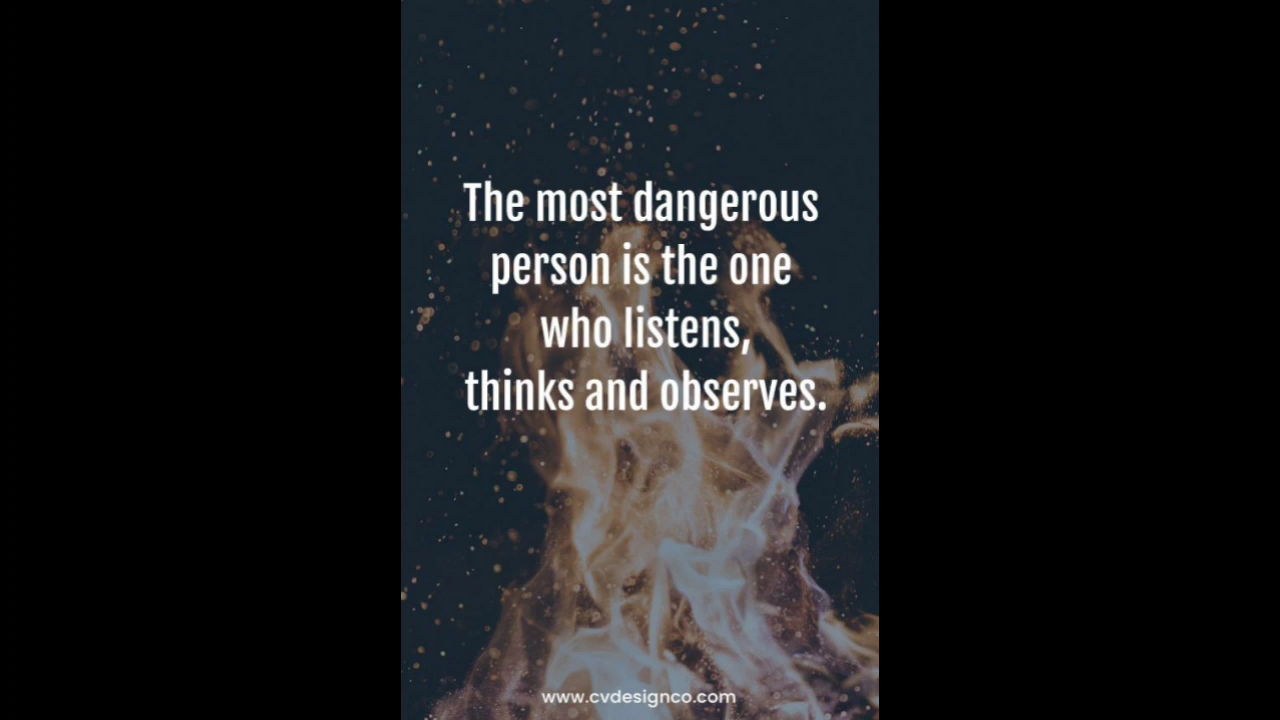 The most dangerous
person is the one
who listens,
thinks and observes.
www.cvdesignco.com